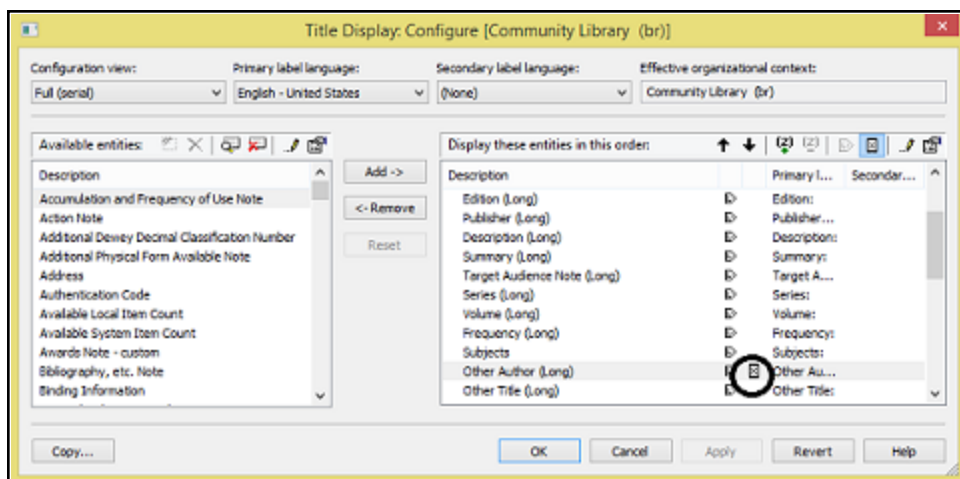 Title Display: Configure [Community Library (br)]
Configuration view: Primary label language: Secondary label language: Effective organizational context:
Full (serial) English - United States (None) Community Library (br)
Available entities: Display these entities in this order:
Description Add -> Description Primary l... Secondar...
Accumulation and Frequency of Use Note Edition (Long) Edition:
Action Note <- Remove Publisher (Long) Publisher...
Additional Dewey Decimal Classification Number Description (Long) Description:
Additional Physical Form Available Note Reset Summary (Long) Summary:
Address Target Audience Note (Long) Target A...
Authentication Code Series (Long) Series:
Available Local Item Count Volume (Long) Volume:
Available System Item Count Frequency (Long) Frequency:
Awards Note - custom Subjects Subjects:
Bibliography, etc. Note Other Author (Long) Other Au...
Binding Information Other Title (Long) Other Title:
Copy... OK Cancel Apply Revert Help